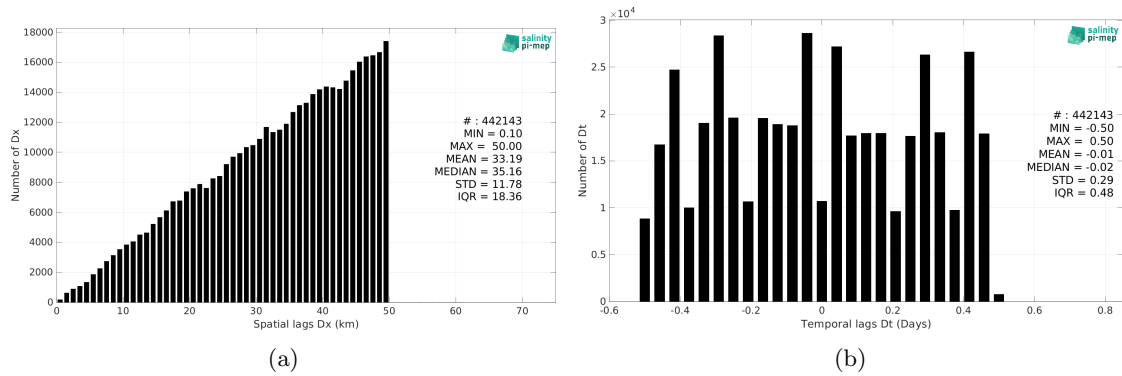 18000
16000
14000
12000
10000
8000
6000
4000
2000
0
0 10 20 30 40 50 60 70
Number of Dx
Spatial lags Dx (km)
salinity
pi-mep
# : 442143
MIN = 0.10
MAX = 50.00
MEAN = 33.19
MEDIAN = 35.16
STD = 11.78
IQR = 18.36
(a)
×10⁴
3
2.5
2
1.5
1
0.5
0
-0.6 -0.4 -0.2 0 0.2 0.4 0.6 0.8
Number of Dt
Temporal lags Dt (Days)
salinity
pi-mep
# : 442143
MIN = -0.50
MAX = 0.50
MEAN = -0.01
MEDIAN = -0.02
STD = 0.29
IQR = 0.48
(b)